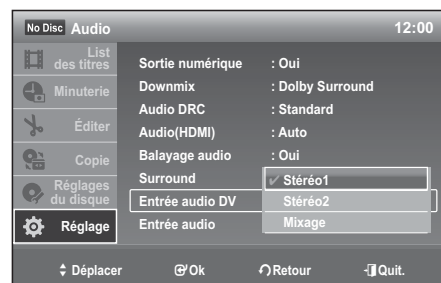 No Disc Audio 12:00
List des titres
Minuterie
Éditer
Copie
Réglages du disque
Réglage
Sortie numérique : Oui
Downmix : Dolby Surround
Audio DRC : Standard
Audio(HDMI) : Auto
Balayage audio : Oui
Surround
Entrée audio DV
Entrée audio
✔ Stéréo1
Stéréo2
Mixage
Déplacer Ok Retour Quit.